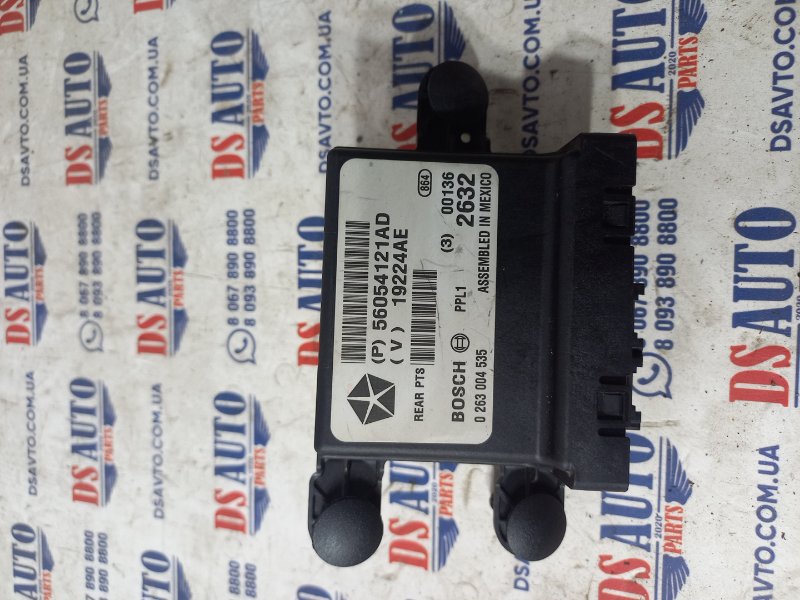 (P) 56054121AD
(V) 19224AE
REAR PTS
864
BOSCH PPL1 (3) 00136
2632
0 263 004 535 ASSEMBLED IN MEXICO
DS AUTO
PARTS
2020
DSAVTO.COM.UA
8 067 890 8800
8 093 890 8800